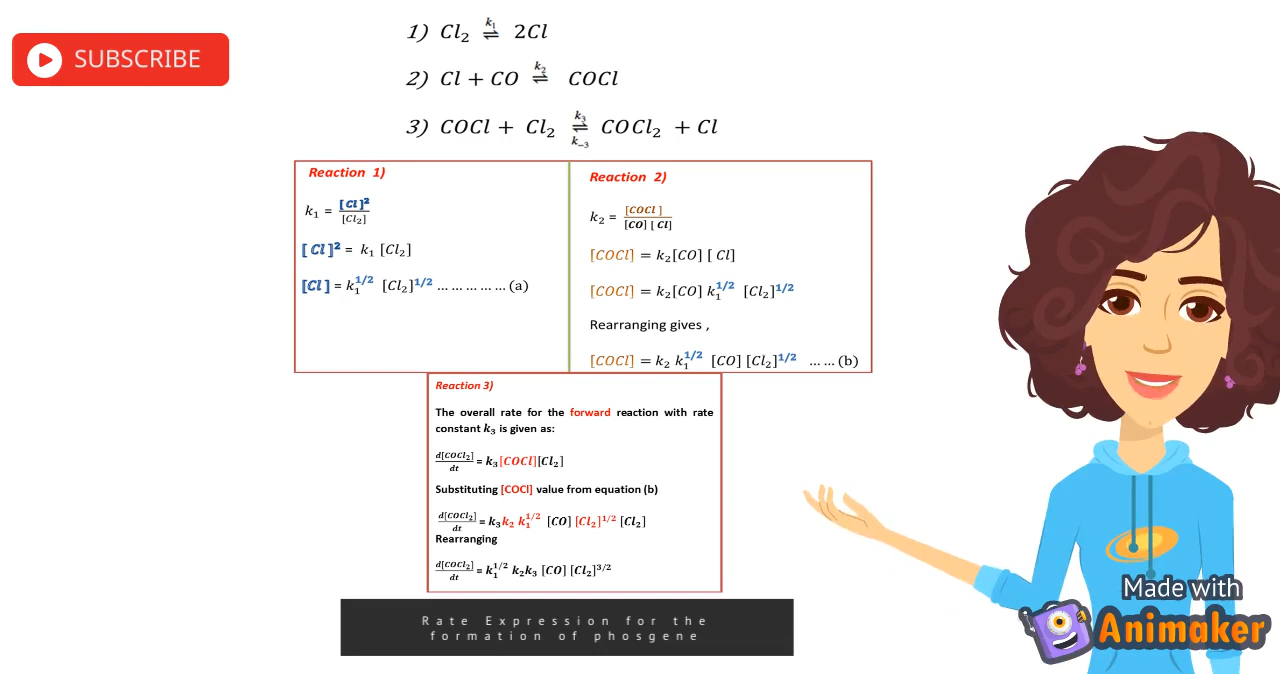 SUBSCRIBE
1) Cl₂ ⇌ 2Cl k₁
2) Cl + CO ⇌ COCl k₂
3) COCl + Cl₂ ⇌ COCl₂ + Cl k₃ k₋₃
Reaction 1)
k₁ = [Cl]²/[Cl₂]
[Cl]² = k₁ [Cl₂]
[Cl] = k₁^1/2 [Cl₂]^1/2 ... ... ... ... ... (a)
Reaction 2)
k₂ = [COCl]/[CO] [Cl]
[COCl] = k₂[CO] [Cl]
[COCl] = k₂[CO] k₁^1/2 [Cl₂]^1/2
Rearranging gives ,
[COCl] = k₂ k₁^1/2 [CO] [Cl₂]^1/2 ... ... (b)
Reaction 3)
The overall rate for the forward reaction with rate
constant k₃ is given as:
d[COCl₂]/dt = k₃[COCl][Cl₂]
Substituting [COCl] value from equation (b)
d[COCl₂]/dt = k₃k₂ k₁^1/2 [CO] [Cl₂]^1/2 [Cl₂]
Rearranging
d[COCl₂]/dt = k₁^1/2 k₂k₃ [CO] [Cl₂]^3/2
Rate Expression for the
formation of phosgene
Made with
Animaker